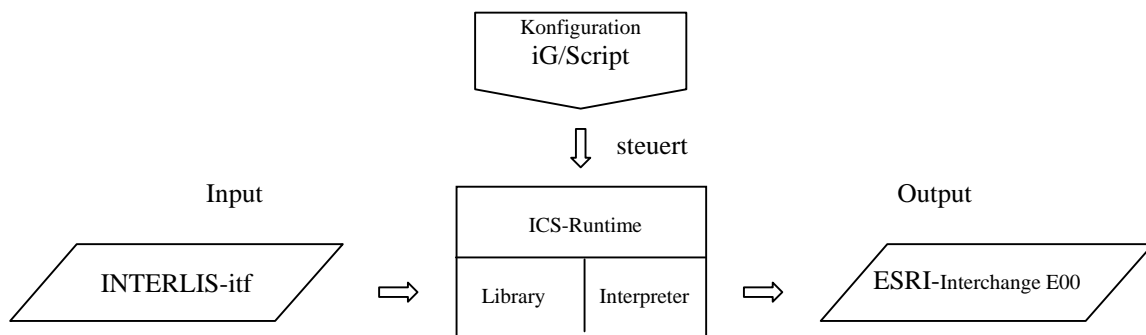 Konfiguration
iG/Script
steuert
Input
Output
ICS-Runtime
INTERLIS-itf
Library
Interpreter
ESRI-Interchange E00